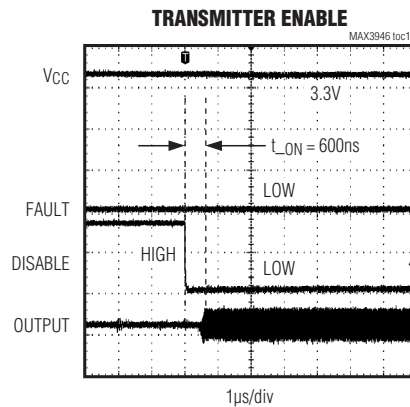 TRANSMITTER ENABLE
MAX3946 toc1
T
VCC
3.3V
t_ON = 600ns
LOW
FAULT
HIGH
DISABLE
LOW
OUTPUT
1µs/div